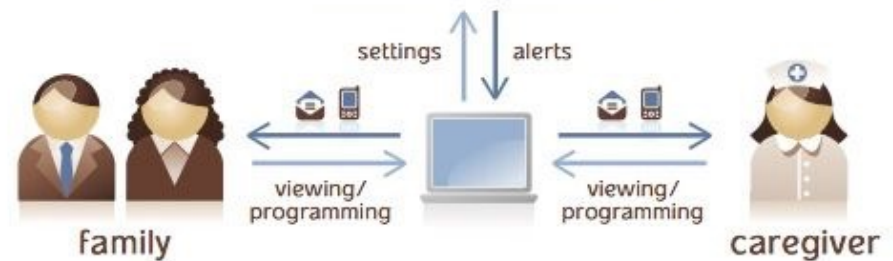 settings
alerts
viewing/
programming
viewing/
programming
family
caregiver